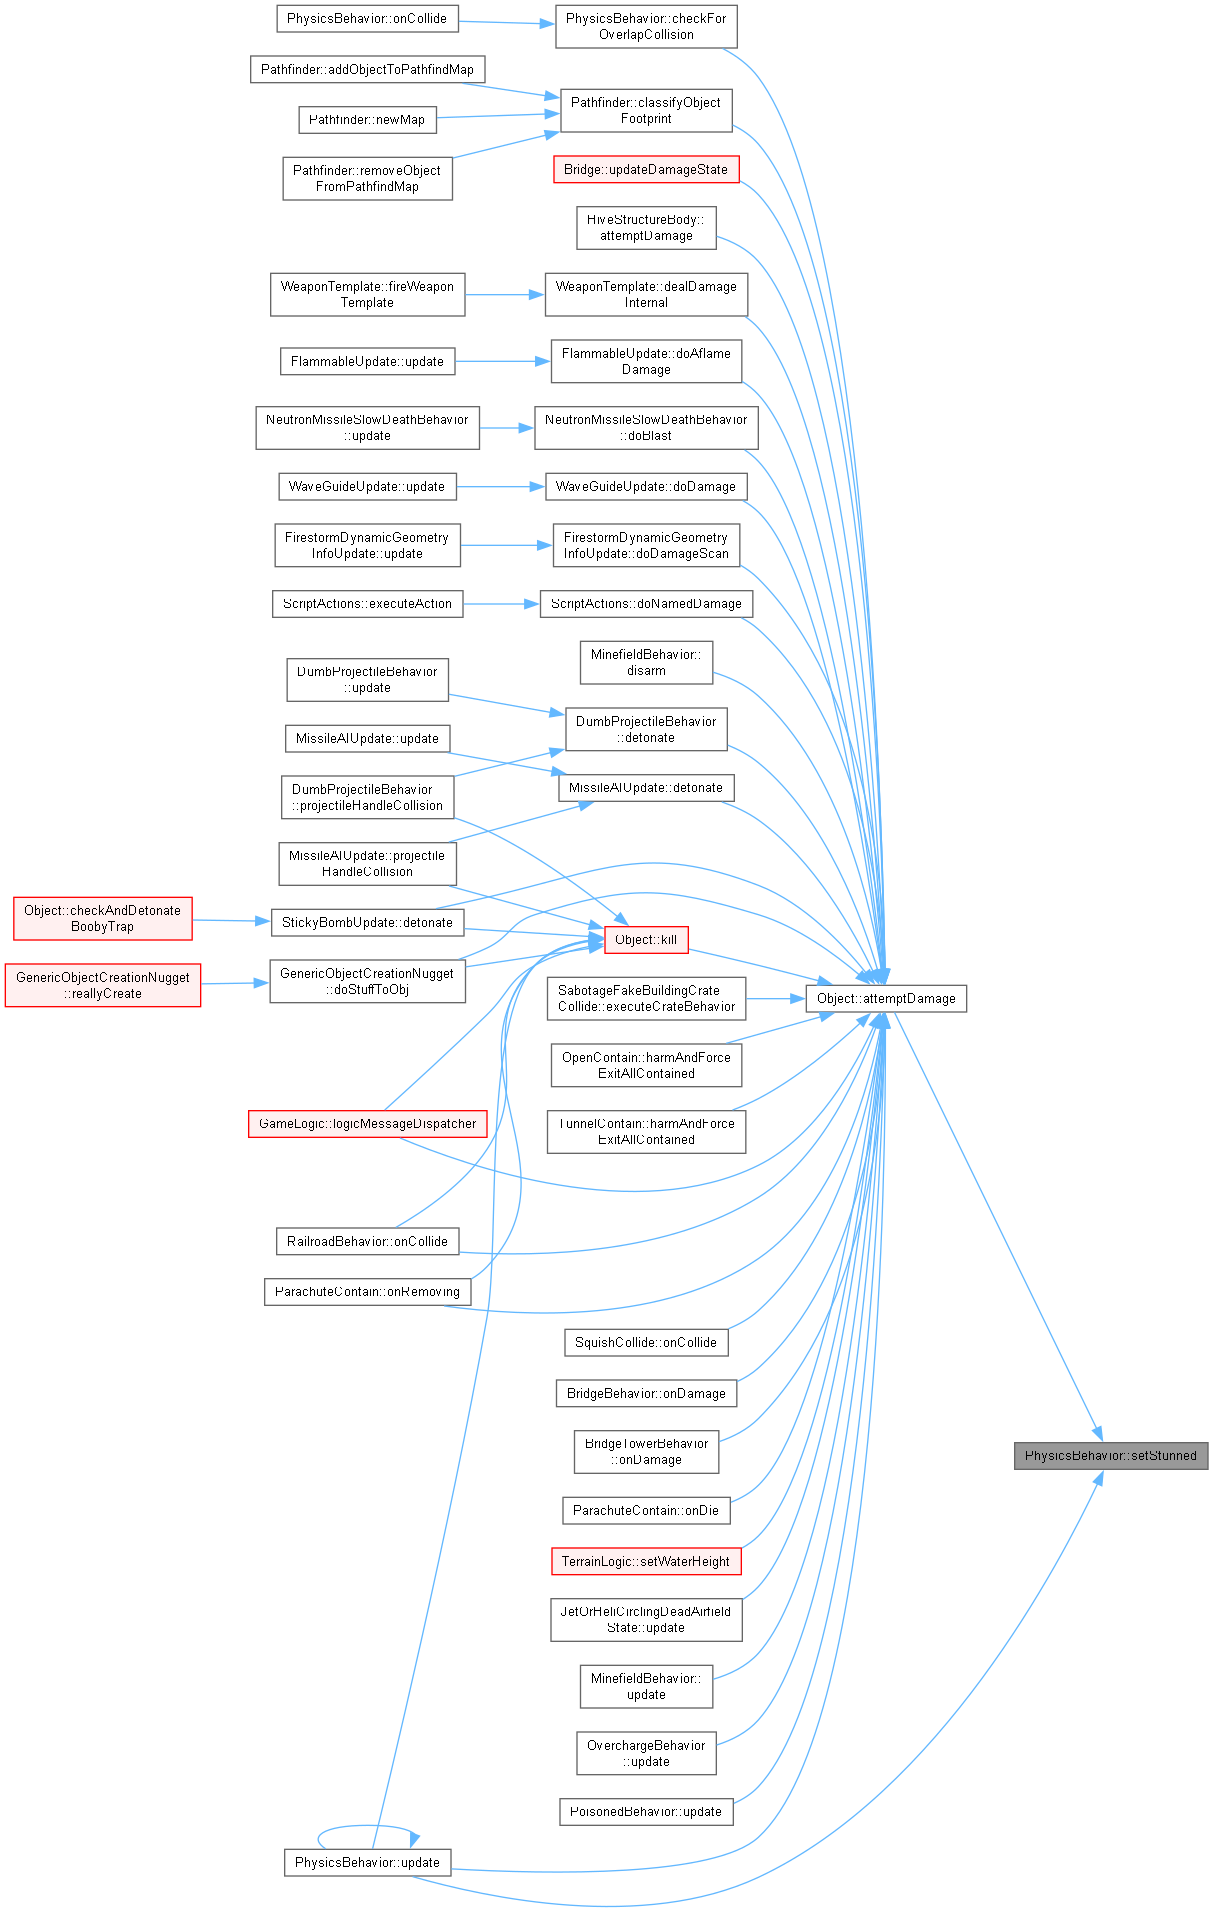 PhysicsBehavior::onCollide
PhysicsBehavior::checkFor
OverlapCollision
Pathfinder::addObjectToPathfindMap
Pathfinder::classifyObject
Footprint
Pathfinder::newMap
Pathfinder::removeObject
FromPathfindMap
Bridge::updateDamageState
HiveStructureBody::
attemptDamage
WeaponTemplate::fireWeapon
Template
WeaponTemplate::dealDamage
Internal
FlammableUpdate::update
FlammableUpdate::doAflame
Damage
NeutronMissileSlowDeathBehavior
::update
NeutronMissileSlowDeathBehavior
::doBlast
WaveGuideUpdate::update
WaveGuideUpdate::doDamage
FirestormDynamicGeometry
InfoUpdate::update
FirestormDynamicGeometry
InfoUpdate::doDamageScan
ScriptActions::executeAction
ScriptActions::doNamedDamage
MinefieldBehavior::
disarm
DumbProjectileBehavior
::update
DumbProjectileBehavior
::detonate
MissileAIUpdate::update
DumbProjectileBehavior
::projectileHandleCollision
MissileAIUpdate::detonate
MissileAIUpdate::projectile
HandleCollision
Object::checkAndDetonate
BoobyTrap
StickyBombUpdate::detonate
Object::kill
GenericObjectCreationNugget
::reallyCreate
GenericObjectCreationNugget
::doStuffToObj
SabotageFakeBuildingCrate
Collide::executeCrateBehavior
Object::attemptDamage
OpenContain::harmAndForce
ExitAllContained
GameLogic::logicMessageDispatcher
TunnelContain::harmAndForce
ExitAllContained
RailroadBehavior::onCollide
ParachuteContain::onRemoving
SquishCollide::onCollide
BridgeBehavior::onDamage
BridgeTowerBehavior
::onDamage
PhysicsBehavior::setStunned
ParachuteContain::onDie
TerrainLogic::setWaterHeight
JetOrHeliCirclingDeadAirfield
State::update
MinefieldBehavior::
update
OverchargeBehavior
::update
PoisonedBehavior::update
PhysicsBehavior::update